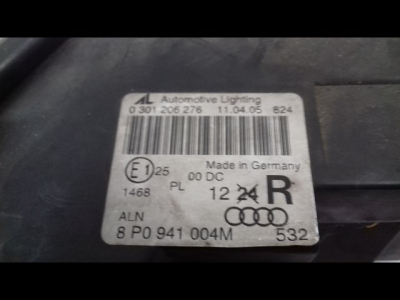 AL Automotive Lighting
0 301 206 276 11.04.05 824
Made in Germany
E1 25 00 DC
1468 PL 12 24 R
ALN
8 P0 941 004M 532